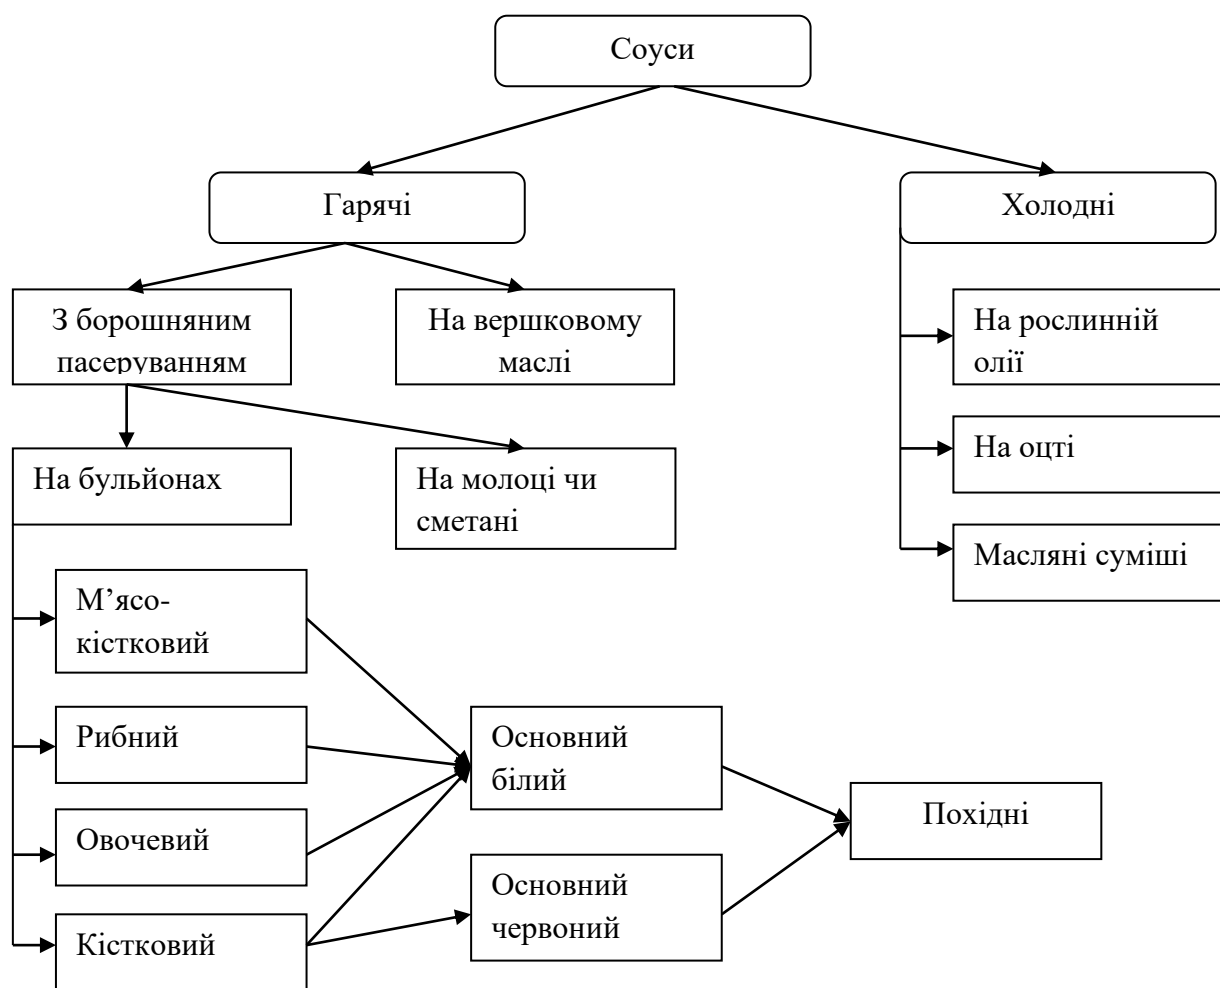 Соуси
Гарячі
Холодні
З борошняним
пасеруванням
На вершковому
маслі
На рослинній
олії
На бульйонах
На молоці чи
сметані
На оцті
Масляні суміші
М’ясо-
кістковий
Рибний
Основний
білий
Похідні
Овочевий
Основний
червоний
Кістковий